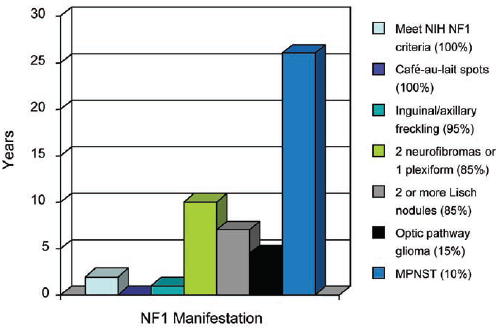 30
25
20
15
10
5
0
Years
NF1 Manifestation
Meet NIH NF1
criteria (100%)
Café-au-lait spots
(100%)
Inguinal/axillary
freckling (95%)
2 neurofibromas or
1 plexiform (85%)
2 or more Lisch
nodules (85%)
Optic pathway
glioma (15%)
MPNST (10%)